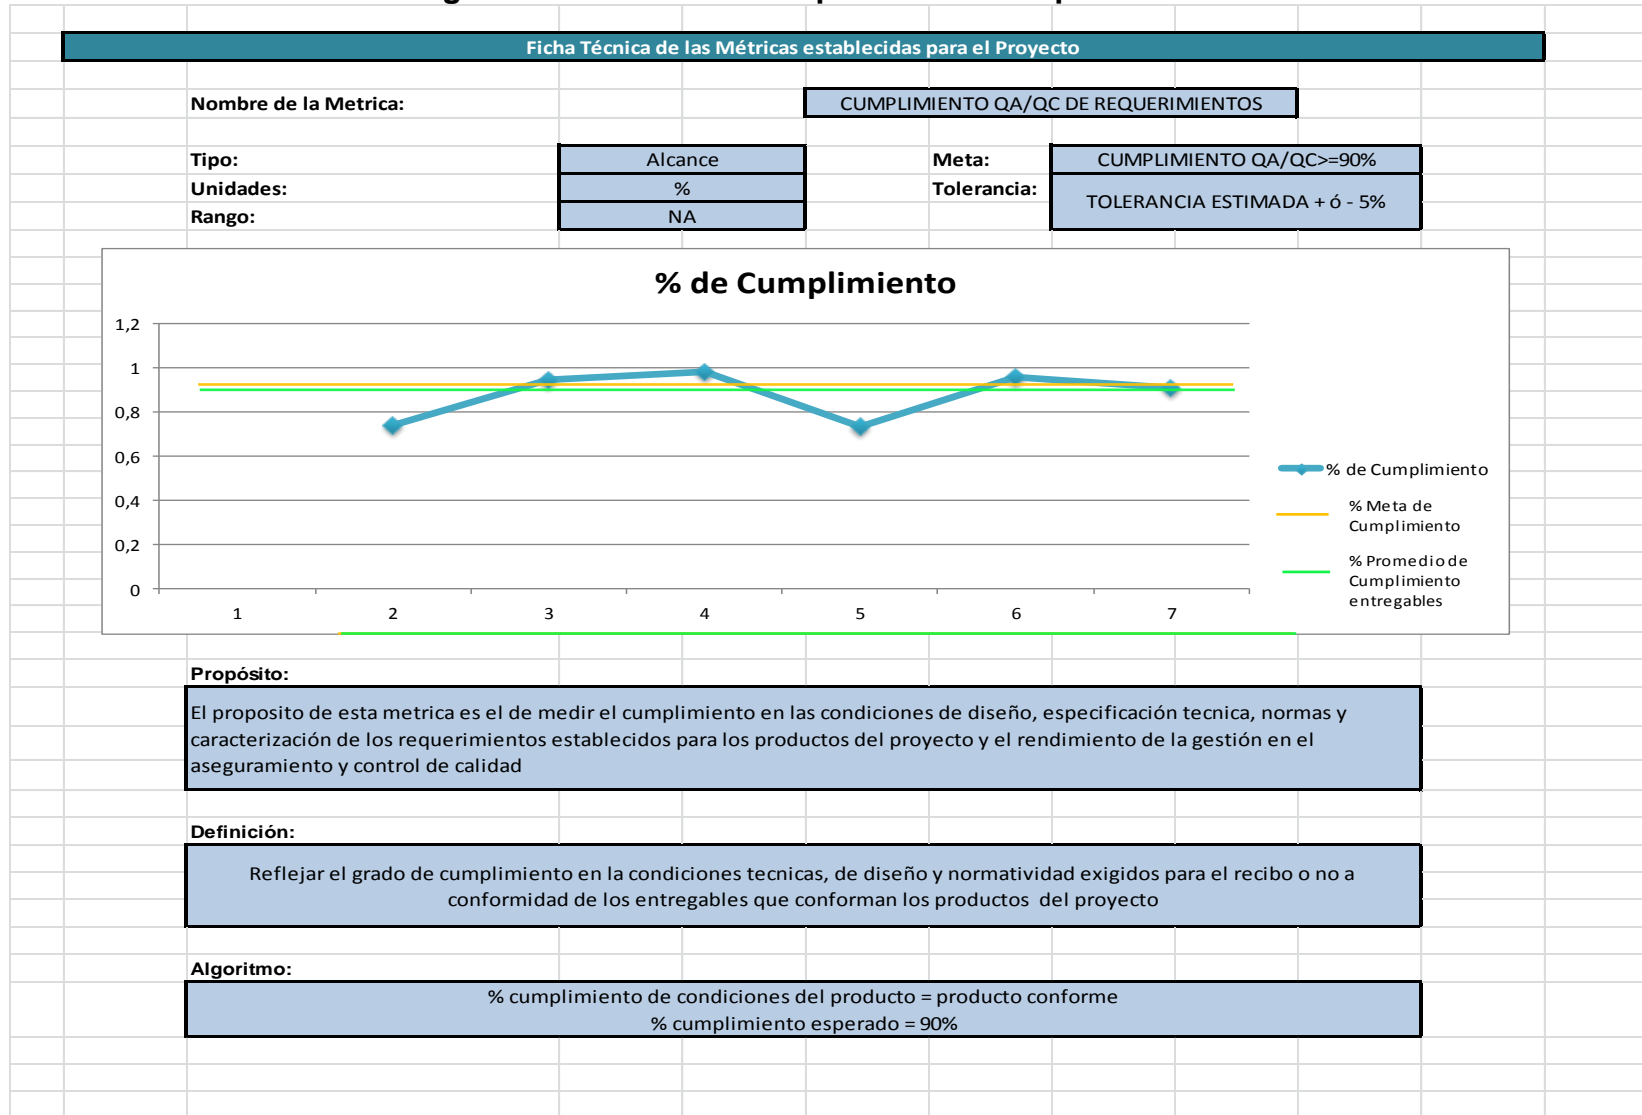 Ficha Técnica de las Métricas establecidas para el Proyecto
Nombre de la Metrica:
CUMPLIMIENTO QA/QC DE REQUERIMIENTOS
Tipo:
Alcance
Meta:
CUMPLIMIENTO QA/QC>=90%
Unidades:
%
Tolerancia:
TOLERANCIA ESTIMADA + ó - 5%
Rango:
NA
% de Cumplimiento
1,2
1
0,8
0,6
0,4
0,2
0
1 2 3 4 5 6 7
% de Cumplimiento
% Meta de
Cumplimiento
% Promedio de
Cumplimiento
entregables
Propósito:
El proposito de esta metrica es el de medir el cumplimiento en las condiciones de diseño, especificación tecnica, normas y
caracterización de los requerimientos establecidos para los productos del proyecto y el rendimiento de la gestión en el
aseguramiento y control de calidad
Definición:
Reflejar el grado de cumplimiento en la condiciones tecnicas, de diseño y normatividad exigidos para el recibo o no a
conformidad de los entregables que conforman los productos del proyecto
Algoritmo:
% cumplimiento de condiciones del producto = producto conforme
% cumplimiento esperado = 90%